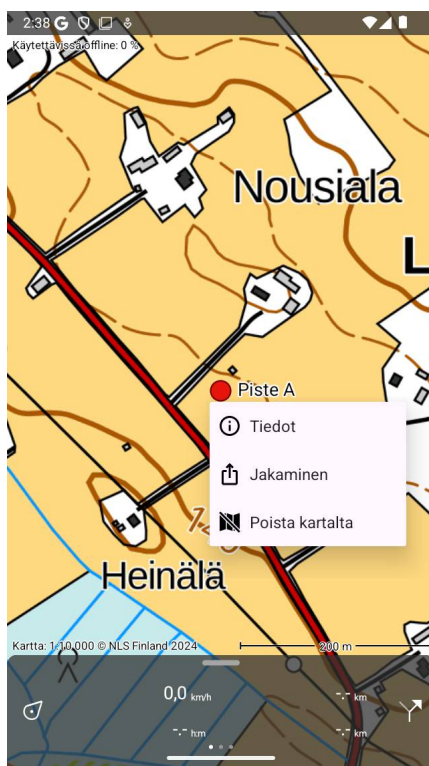 2:38 G
Käytettävissä offline: 0 %
Nousiala
L
Piste A
Tiedot
Jakaminen
Poista kartalta
Heinälä
Kartta: 1:10 000 © NLS Finland 2024
200 m
0,0 km/h
-.- km
-.- h:m
-.- km